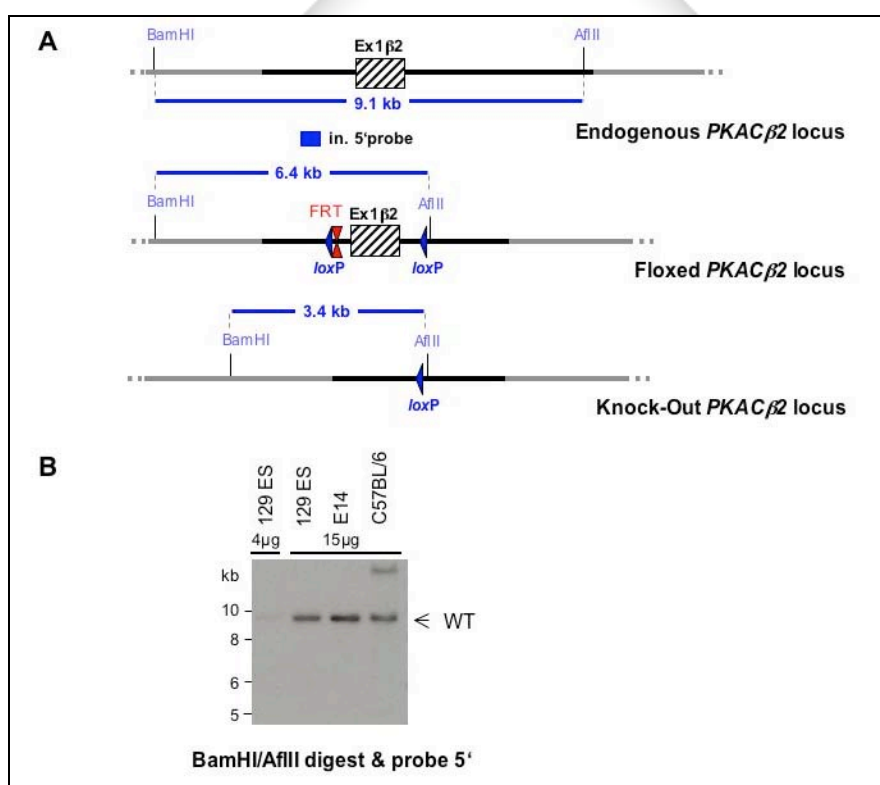 A
BamHI
Ex1β2
AflII
9.1 kb
Endogenous PKACβ2 locus
in. 5'probe
6.4 kb
BamHI
FRT
Ex1β2
AflII
loxP
loxP
Floxed PKACβ2 locus
3.4 kb
BamHI
AflII
loxP
Knock-Out PKACβ2 locus
B
129 ES
129 ES
E14
C57BL/6
4µg
15µg
kb
10
8
6
5
< WT
BamHI/AflII digest & probe 5'